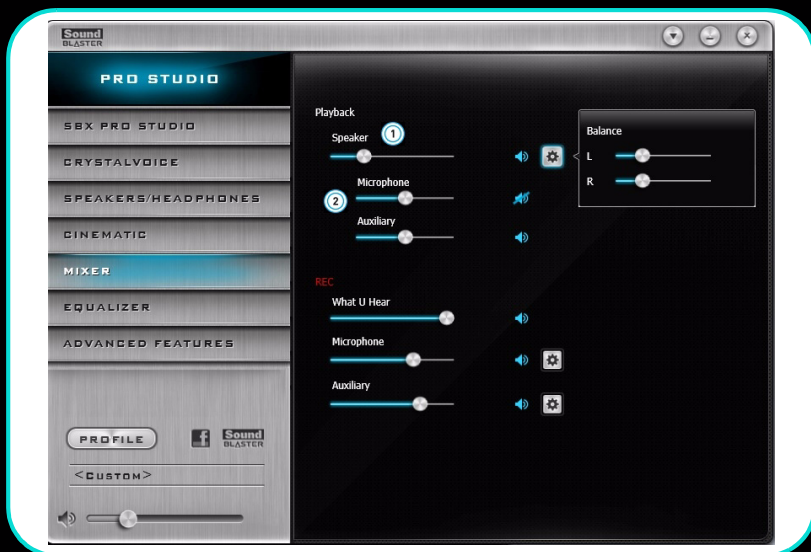 Sound
BLASTER
PRO STUDIO
SBX PRO STUDIO
CRYSTALVOICE
SPEAKERS/HEADPHONES
CINEMATIC
MIXER
EQUALIZER
ADVANCED FEATURES
PROFILE
f
Sound
BLASTER
<CUSTOM>
Playback
Speaker
1
Microphone
2
Auxiliary
Balance
L
R
REC
What U Hear
Microphone
Auxiliary